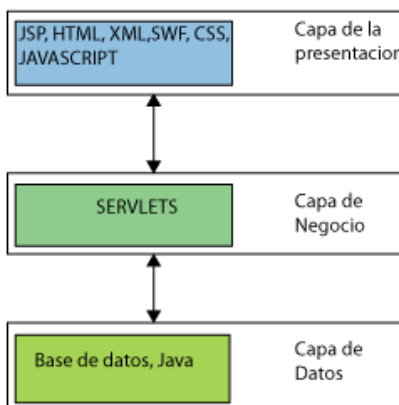 JSP, HTML, XML,SWF, CSS,
JAVASCRIPT
Capa de la
presentacion
SERVLETS
Capa de
Negocio
Base de datos, Java
Capa de
Datos